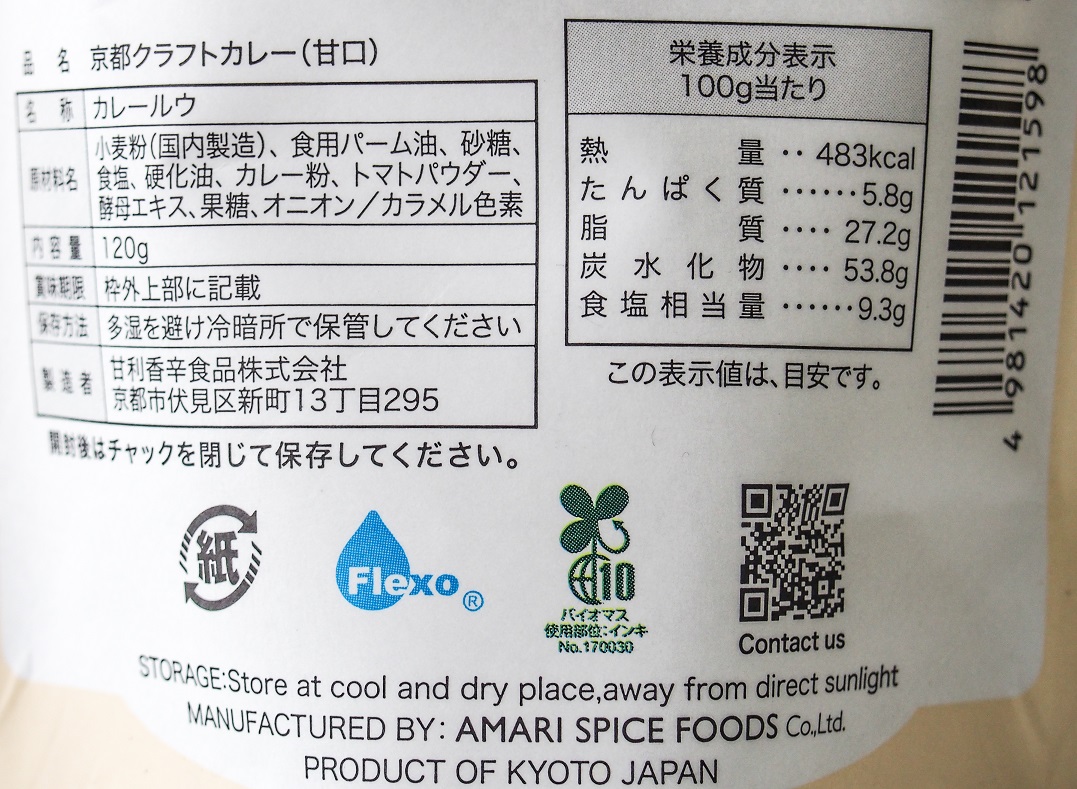 品 名 京都クラフトカレー(甘口)
名 称 カレールウ
原材料名 小麦粉(国内製造)、食用パーム油、砂糖、
食塩、硬化油、カレー粉、トマトパウダー、
酵母エキス、果糖、オニオン/カラメル色素
内容量 120g
賞味期限 枠外上部に記載
保存方法 多湿を避け冷暗所で保管してください
製造者 甘利香辛食品株式会社
京都市伏見区新町13丁目295
開封後はチャックを閉じて保存してください。
栄養成分表示
100g当たり
熱量‥483kcal
たんぱく質……5.8g
脂質‥‥27.2g
炭水化物‥‥53.8g
食塩相当量……9.3g
この表示値は、目安です。
4 981420 121598
紙
Flexo®
10
バイオマス
使用部位:インキ
No.170030
Contact us
STORAGE:Store at cool and dry place,away from direct sunlight
MANUFACTURED BY: AMARI SPICE FOODS Co.,Ltd.
PRODUCT OF KYOTO JAPAN